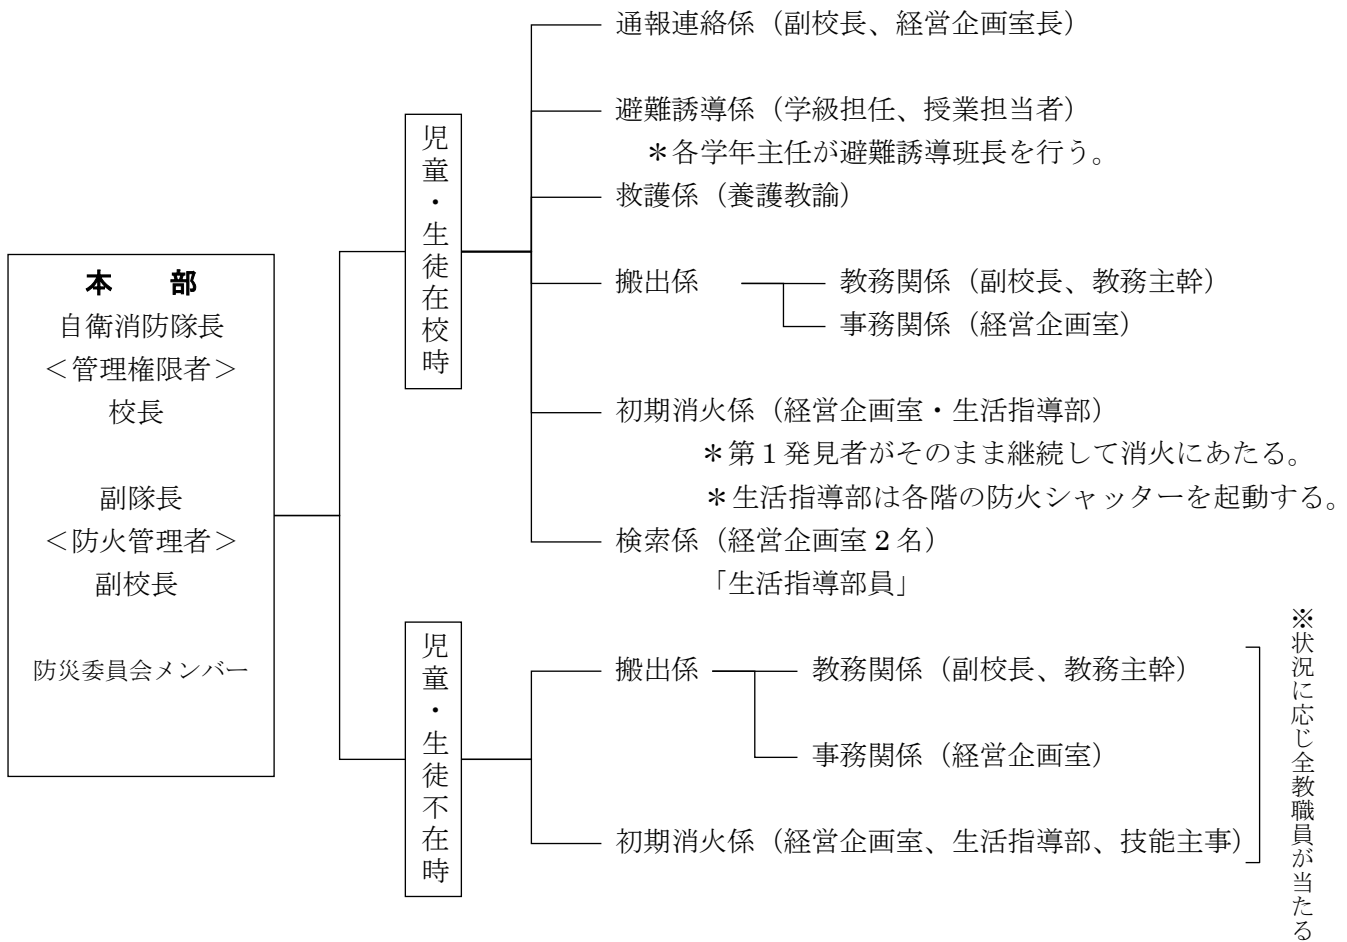 本　部
自衛消防隊長
＜管理権限者＞
校長
副隊長
＜防火管理者＞
副校長
防災委員会メンバー
児童・生徒在校時
通報連絡係（副校長、経営企画室長）
避難誘導係（学級担任、授業担当者）
＊各学年主任が避難誘導班長を行う。
救護係（養護教諭）
搬出係
教務関係（副校長、教務主幹）
事務関係（経営企画室）
初期消火係（経営企画室・生活指導部）
＊第１発見者がそのまま継続して消火にあたる。
＊生活指導部は各階の防火シャッターを起動する。
検索係（経営企画室2名）
「生活指導部員」
児童・生徒不在時
搬出係
教務関係（副校長、教務主幹）
事務関係（経営企画室）
初期消火係（経営企画室、生活指導部、技能主事）
※状況に応じ全教職員が当たる